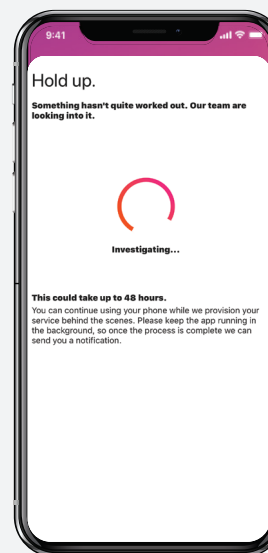 9:41
Hold up.
Something hasn't quite worked out. Our team are
looking into it.
Investigating...
This could take up to 48 hours.
You can continue using your phone while we provision your
service behind the scenes. Please keep the app running in
the background, so once the process is complete we can
send you a notification.